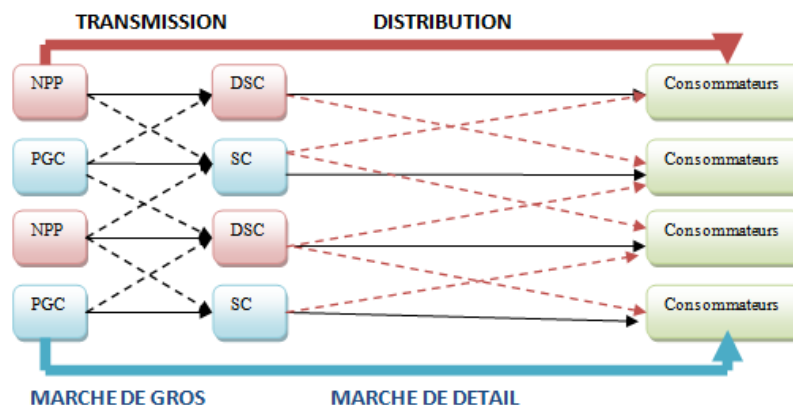 TRANSMISSION DISTRIBUTION
NPP DSC Consommateurs
PGC SC Consommateurs
NPP DSC Consommateurs
PGC SC Consommateurs
MARCHE DE GROS MARCHE DE DETAIL